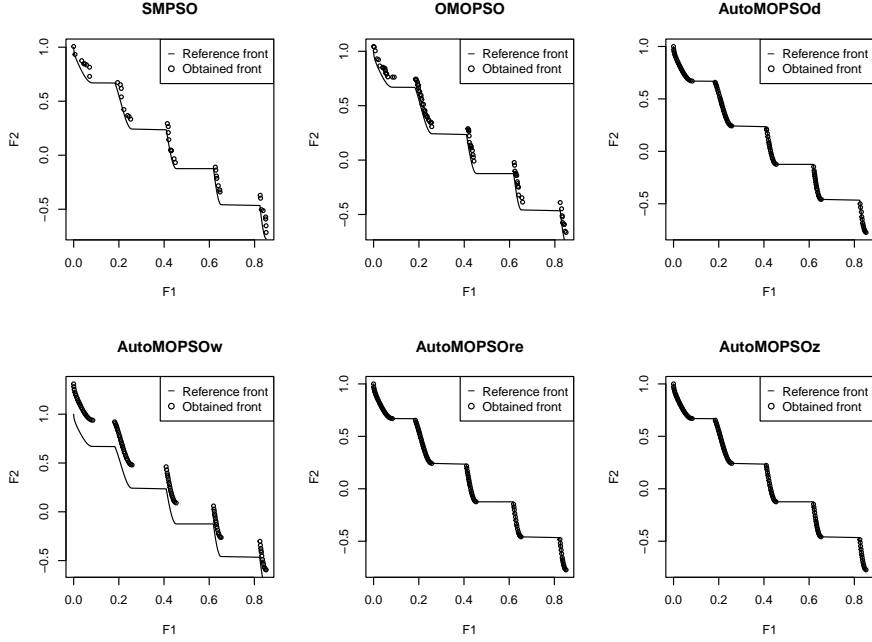 SMPSO
F2
1.0
0.5
0.0
−0.5
Reference front
Obtained front
0.0 0.2 0.4 0.6 0.8
F1
OMOPSO
F2
1.0
0.5
0.0
−0.5
Reference front
Obtained front
0.0 0.2 0.4 0.6 0.8
F1
AutoMOPSOd
F2
1.0
0.5
0.0
−0.5
Reference front
Obtained front
0.0 0.2 0.4 0.6 0.8
F1
AutoMOPSOw
F2
1.0
0.5
0.0
−0.5
Reference front
Obtained front
0.0 0.2 0.4 0.6 0.8
F1
AutoMOPSOre
F2
1.0
0.5
0.0
−0.5
Reference front
Obtained front
0.0 0.2 0.4 0.6 0.8
F1
AutoMOPSOz
F2
1.0
0.5
0.0
−0.5
Reference front
Obtained front
0.0 0.2 0.4 0.6 0.8
F1